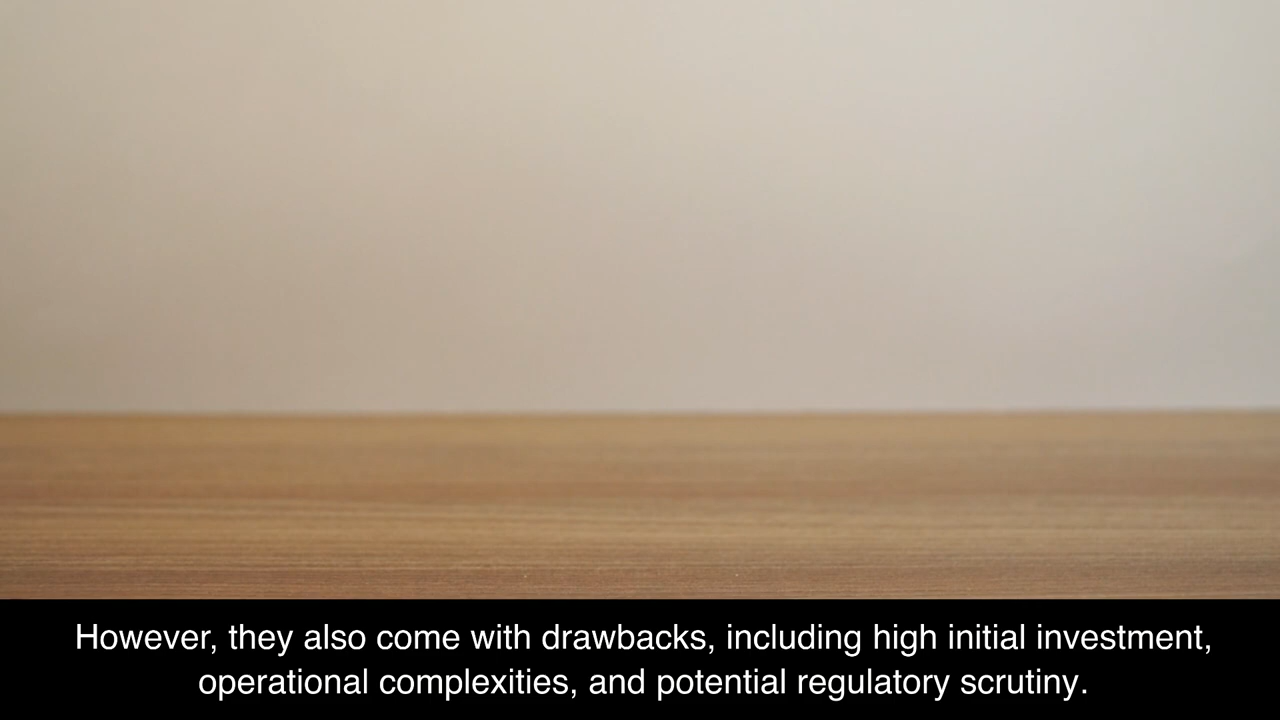 However, they also come with drawbacks, including high initial investment,
operational complexities, and potential regulatory scrutiny.